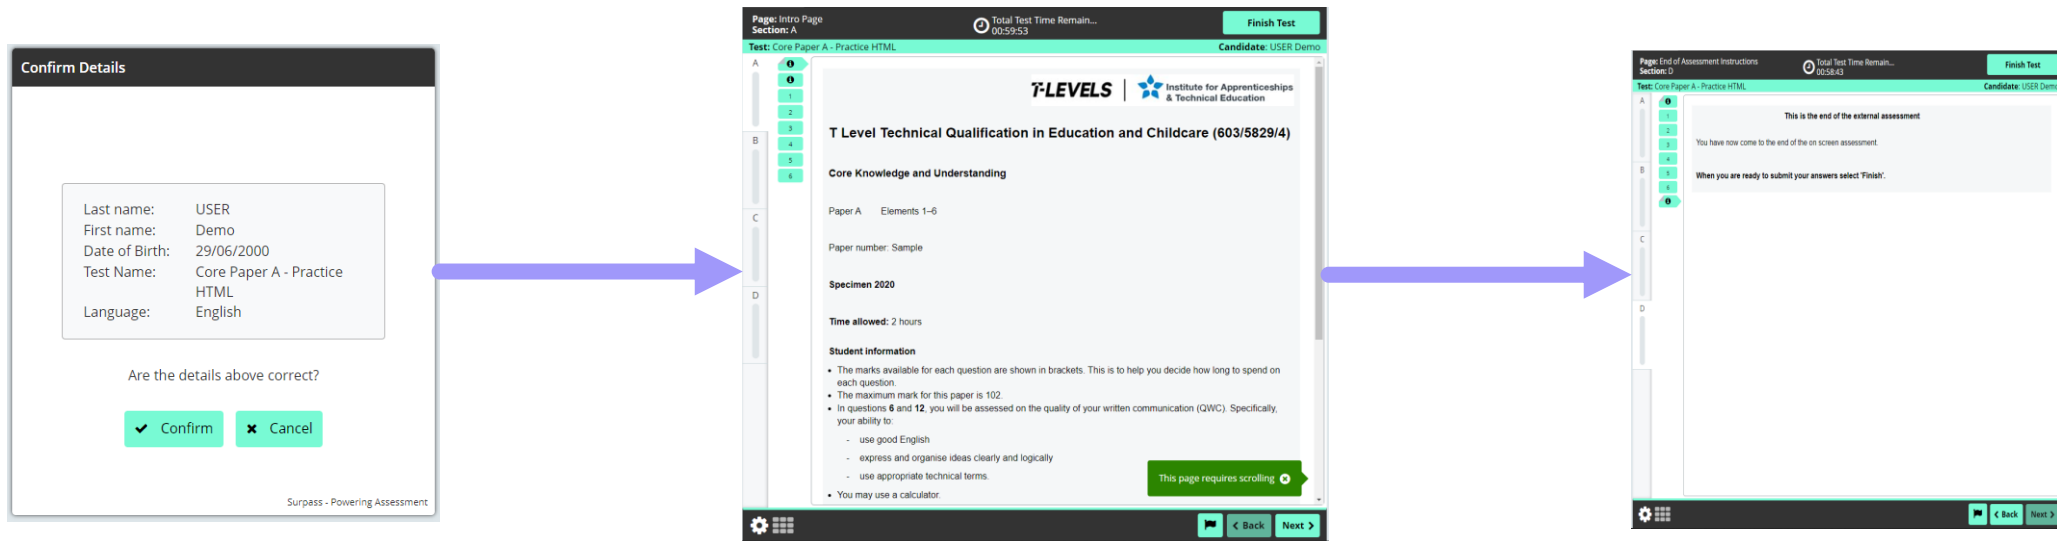 Confirm Details
Last name: USER
First name: Demo
Date of Birth: 29/06/2000
Test Name: Core Paper A - Practice
HTML
Language: English
Are the details above correct?
Confirm Cancel
Surpass - Powering Assessment
Page: Intro Page
Section: A
Total Test Time Remain...
00:59:53
Finish Test
Test: Core Paper A - Practice HTML
Candidate: USER Demo
A
B
C
D
1
2
3
4
5
6
T-LEVELS
Institute for Apprenticeships
& Technical Education
T Level Technical Qualification in Education and Childcare (603/5829/4)
Core Knowledge and Understanding
Paper A Elements 1–6
Paper number: Sample
Specimen 2020
Time allowed: 2 hours
Student information
• The marks available for each question are shown in brackets. This is to help you decide how long to spend on
each question.
• The maximum mark for this paper is 102.
• In questions 6 and 12, you will be assessed on the quality of your written communication (QWC). Specifically,
your ability to:
- use good English
- express and organise ideas clearly and logically
- use appropriate technical terms.
• You may use a calculator.
This page requires scrolling
Back Next
Page: End of Assessment Instructions
Section: D
Total Test Time Remain...
00:58:43
Finish Test
Test: Core Paper A - Practice HTML
Candidate: USER Demo
A
B
C
D
1
2
3
4
5
6
This is the end of the external assessment
You have now come to the end of the on screen assessment.
When you are ready to submit your answers select 'Finish'.
Back Next